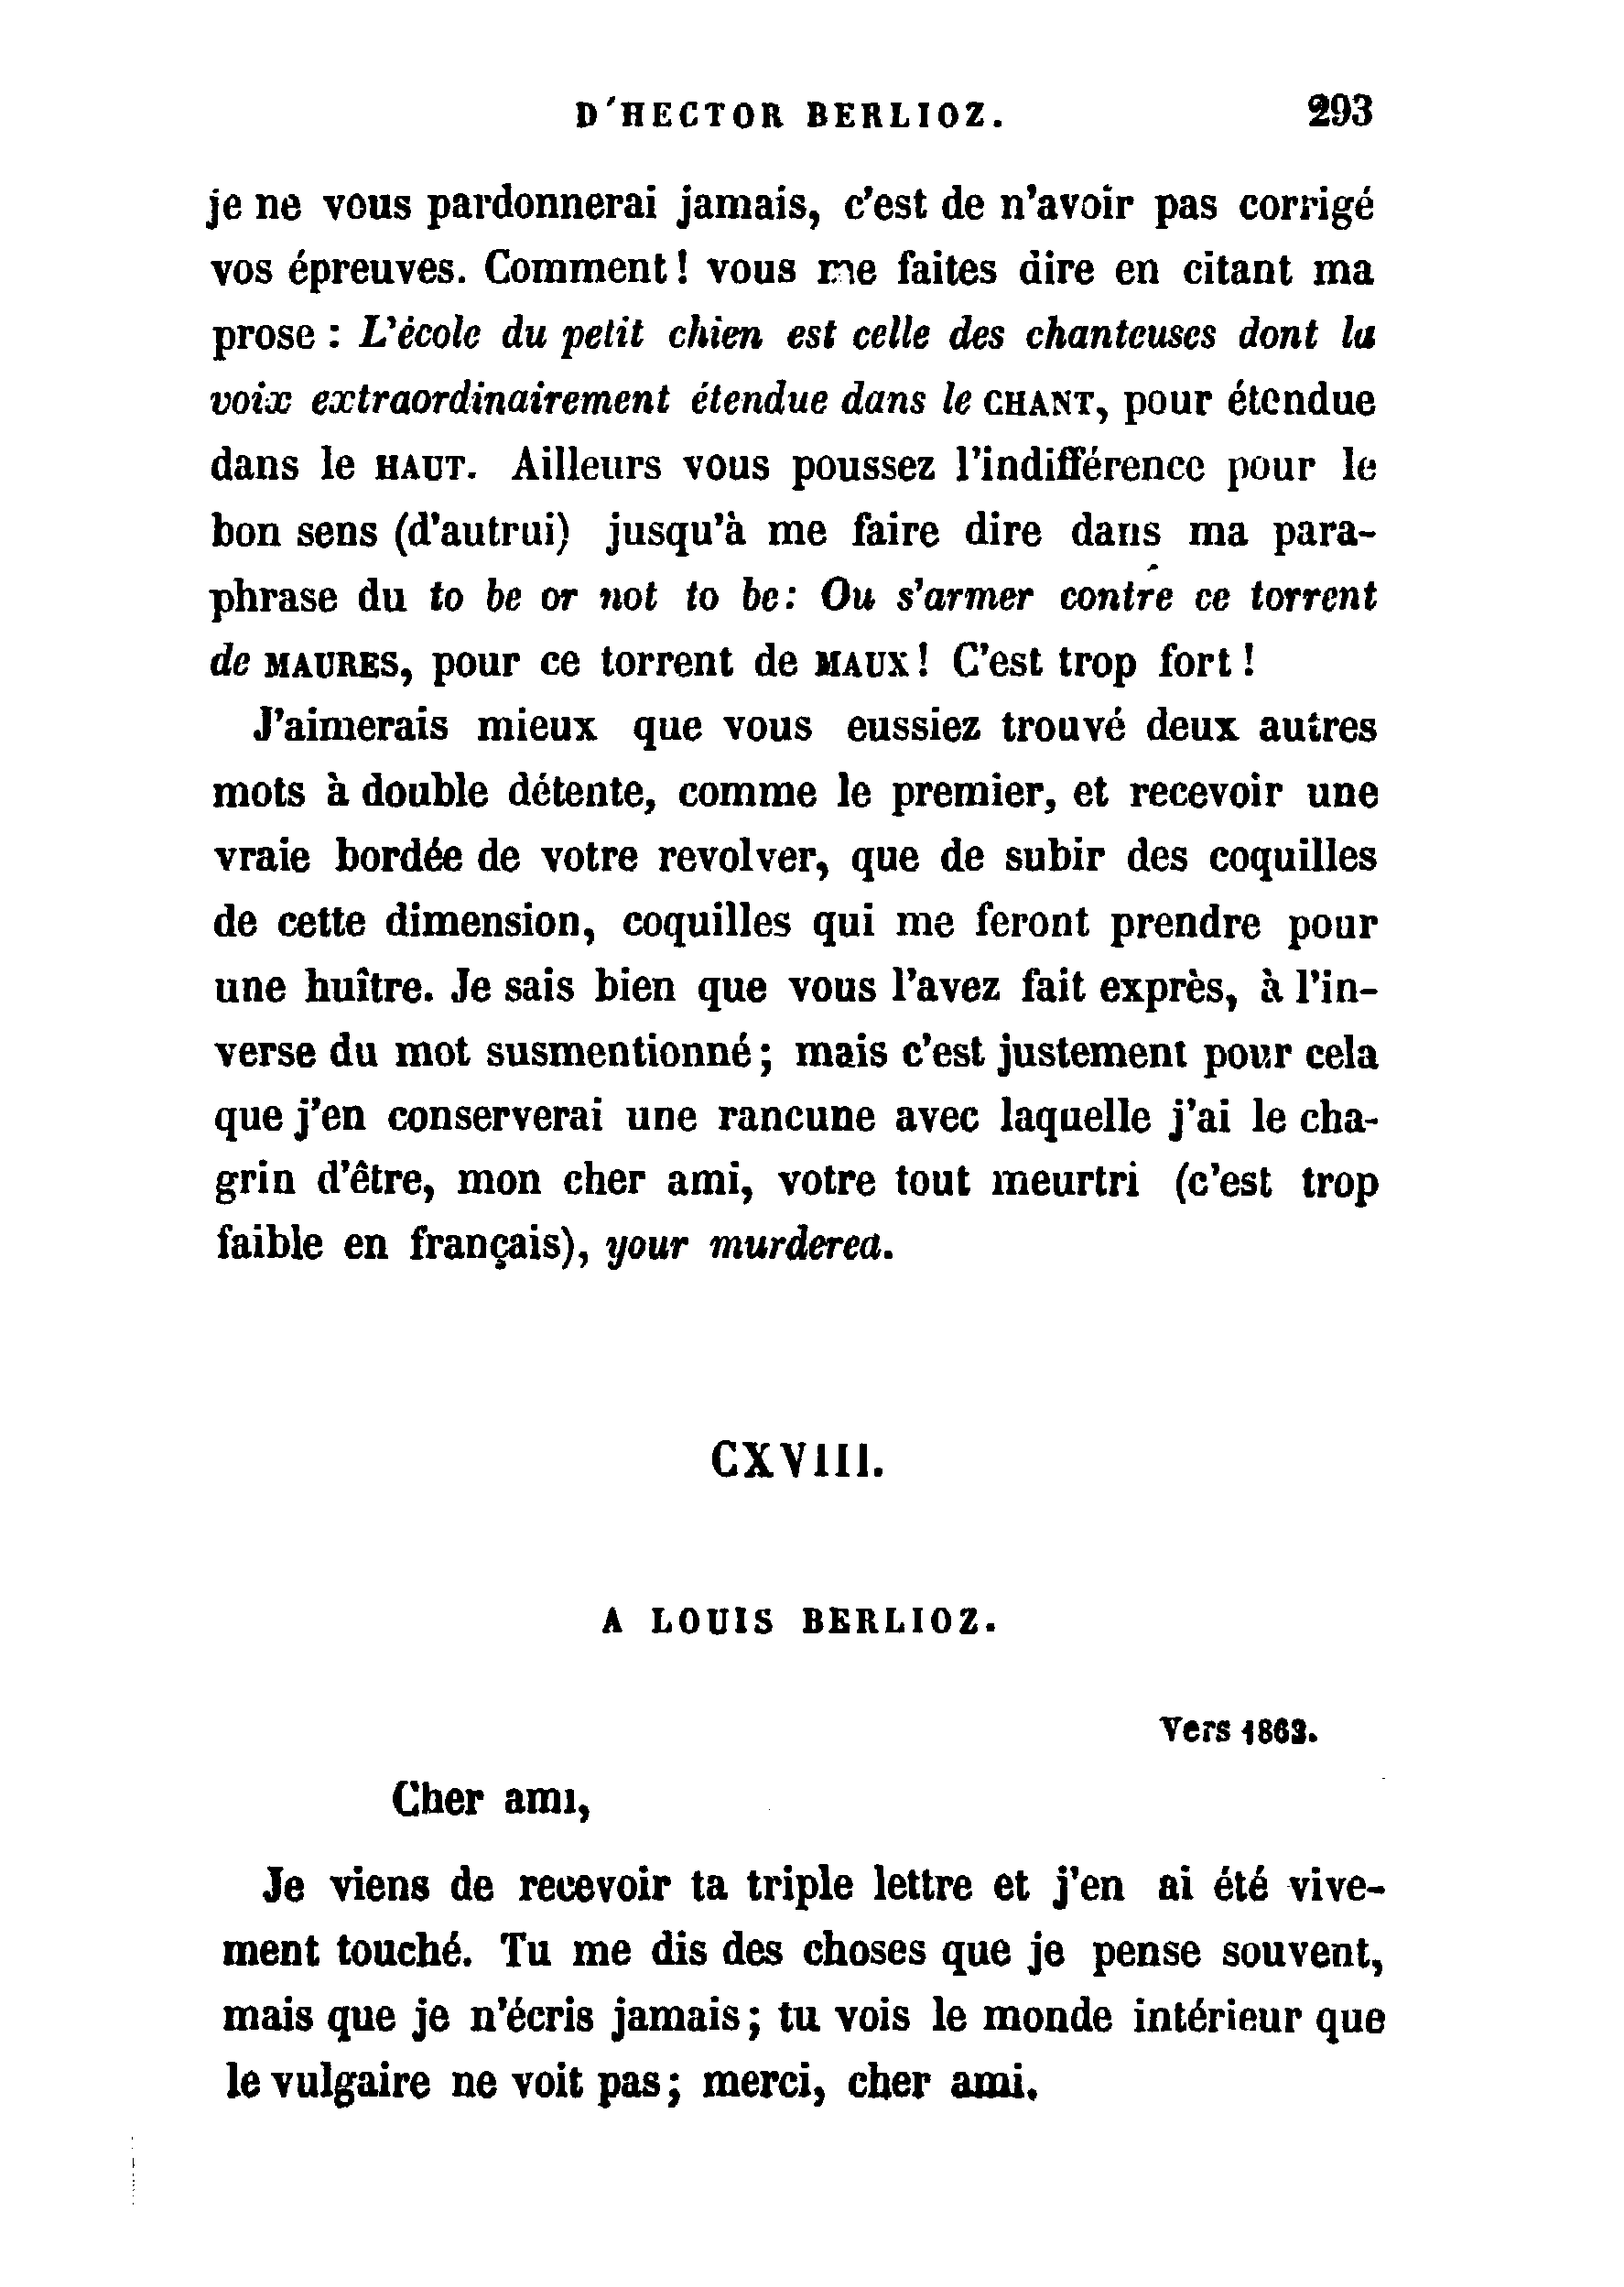 D'HECTOR BERLIOZ. 293
je ne vous pardonnerai jamais, c'est de n'avoir pas corrigé
vos épreuves. Comment ! vous me faites dire en citant ma
prose : L'école du petit chien est celle des chanteuses dont la
voix extraordinairement étendue dans le CHANT, pour étendue
dans le HAUT. Ailleurs vous poussez l'indifférence pour le
bon sens (d'autrui) jusqu'à me faire dire dans ma para-
phrase du to be or not to be: Ou s'armer contre ce torrent
de MAURES, pour ce torrent de MAUX ! C'est trop fort !
J'aimerais mieux que vous eussiez trouvé deux autres
mots à double détente, comme le premier, et recevoir une
vraie bordée de votre revolver, que de subir des coquilles
de cette dimension, coquilles qui me feront prendre pour
une huître. Je sais bien que vous l'avez fait exprès, à l'in-
verse du mot susmentionné ; mais c'est justement pour cela
que j'en conserverai une rancune avec laquelle j'ai le cha-
grin d'être, mon cher ami, votre tout meurtri (c'est trop
faible en français), your murdered.
CXVIII.
A LOUIS BERLIOZ.
Vers 1863.
Cher ami,
Je viens de recevoir ta triple lettre et j'en ai été vive-
ment touché. Tu me dis des choses que je pense souvent,
mais que je n'écris jamais ; tu vois le monde intérieur que
le vulgaire ne voit pas ; merci, cher ami.